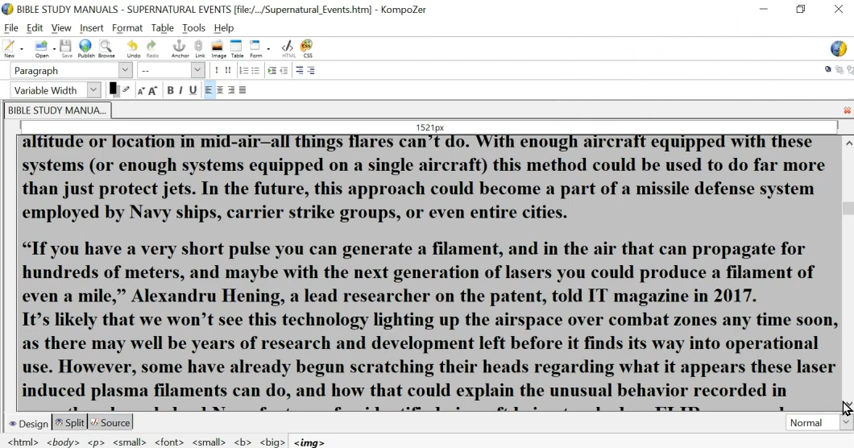 BIBLE STUDY MANUALS - SUPERNATURAL EVENTS [file:/.../Supernatural_Events.htm] - KompoZer
File Edit View Insert Format Table Tools Help
New Open Save Publish Browse Undo Redo Anchor Link Image Table Form HTML CSS
Paragraph --
Variable Width
BIBLE STUDY MANUA...
1521px
altitude or location in mid-air–all things flares can't do. With enough aircraft equipped with these
systems (or enough systems equipped on a single aircraft) this method could be used to do far more
than just protect jets. In the future, this approach could become a part of a missile defense system
employed by Navy ships, carrier strike groups, or even entire cities.
“If you have a very short pulse you can generate a filament, and in the air that can propagate for
hundreds of meters, and maybe with the next generation of lasers you could produce a filament of
even a mile,” Alexandru Hening, a lead researcher on the patent, told IT magazine in 2017.
It's likely that we won't see this technology lighting up the airspace over combat zones any time soon,
as there may well be years of research and development left before it finds its way into operational
use. However, some have already begun scratching their heads regarding what it appears these laser
induced plasma filaments can do, and how that could explain the unusual behavior recorded in
Design Split Source Normal
<html> <body> <p> <small> <font> <small> <b> <big> <img>